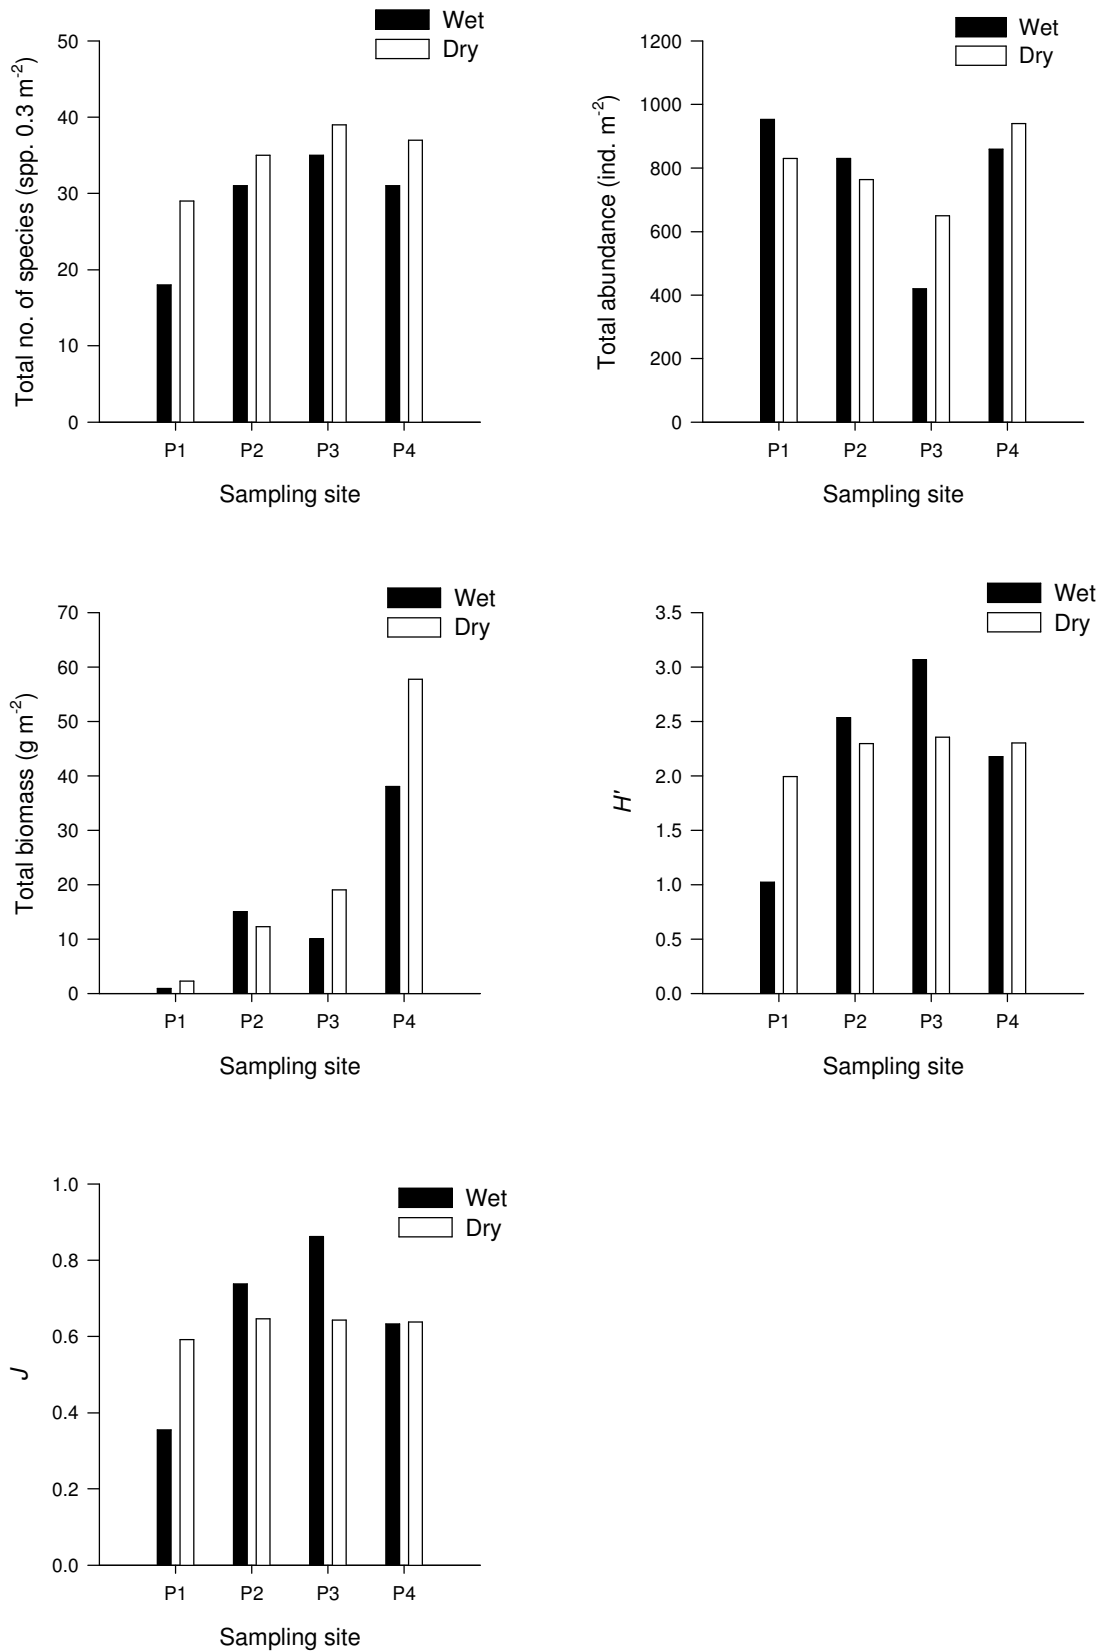 Wet
Dry
Total no. of species (spp. 0.3 m-2)
50
40
30
20
10
0
P1 P2 P3 P4
Sampling site
Wet
Dry
Total abundance (ind. m-2)
1200
1000
800
600
400
200
0
P1 P2 P3 P4
Sampling site
Wet
Dry
Total biomass (g m-2)
70
60
50
40
30
20
10
0
P1 P2 P3 P4
Sampling site
Wet
Dry
H'
3.5
3.0
2.5
2.0
1.5
1.0
0.5
0.0
P1 P2 P3 P4
Sampling site
Wet
Dry
J
1.0
0.8
0.6
0.4
0.2
0.0
P1 P2 P3 P4
Sampling site